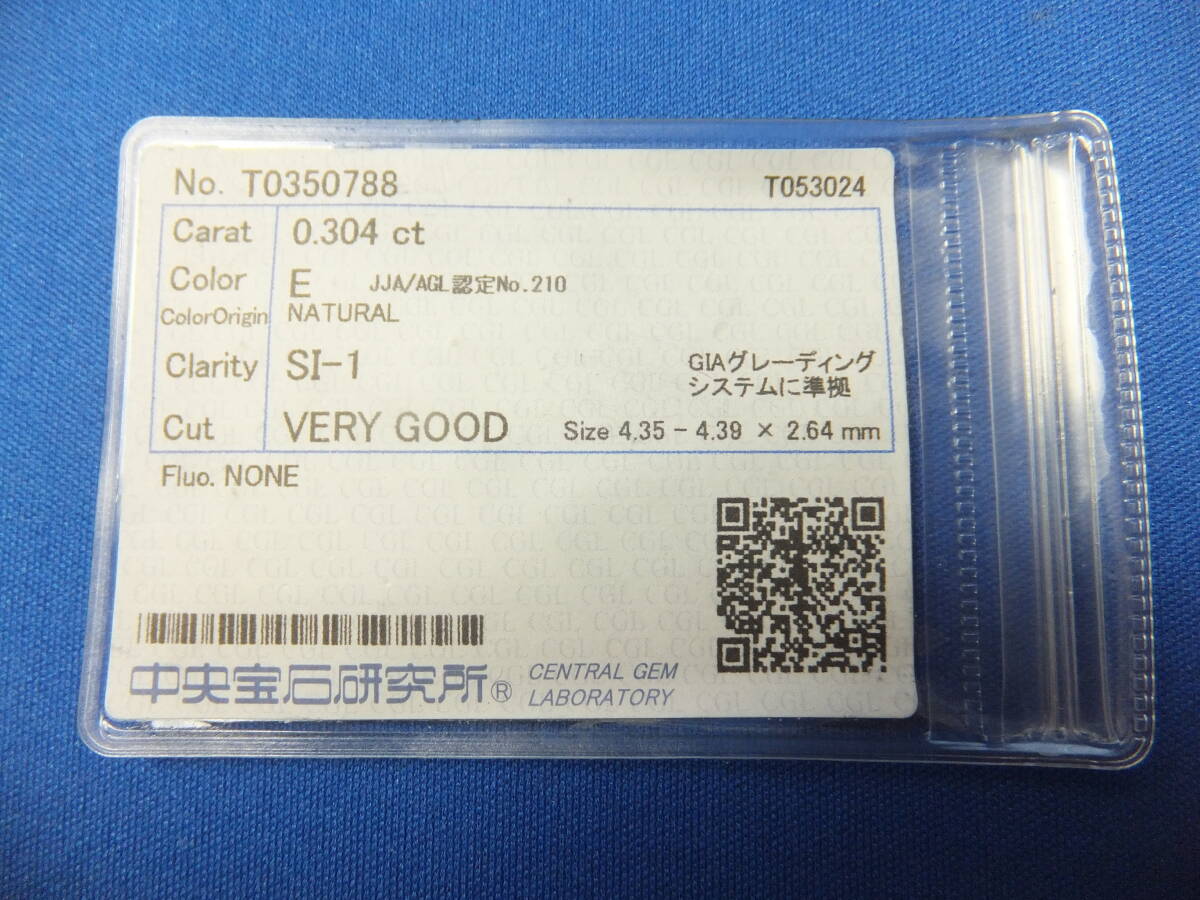 No. T0350788 T053024
Carat 0.304 ct
Color E JJA/AGL認定No.210
ColorOrigin NATURAL
Clarity SI-1 GIAグレーディング
システムに準拠
Cut VERY GOOD Size 4.35 - 4.39 × 2.64 mm
Fluo. NONE
中央宝石研究所® CENTRAL GEM
LABORATORY